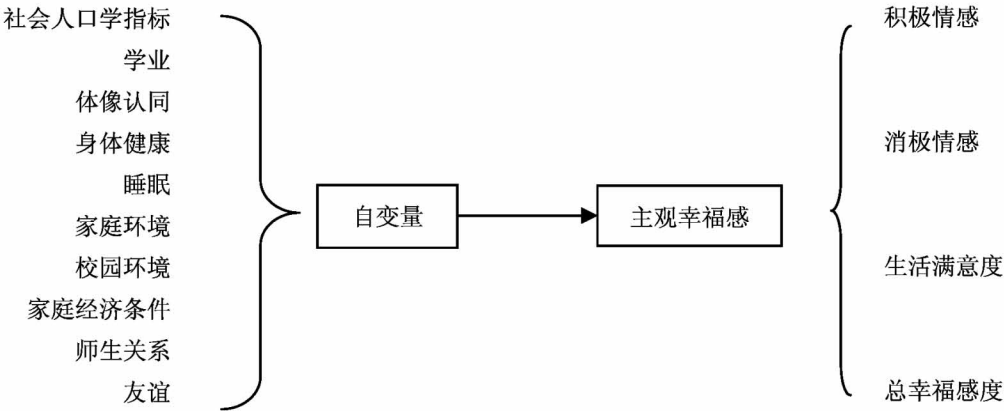 社会人口学指标
学业
体像认同
身体健康
睡眠
家庭环境
校园环境
家庭经济条件
师生关系
友谊
自变量
主观幸福感
积极情感
消极情感
生活满意度
总幸福感度